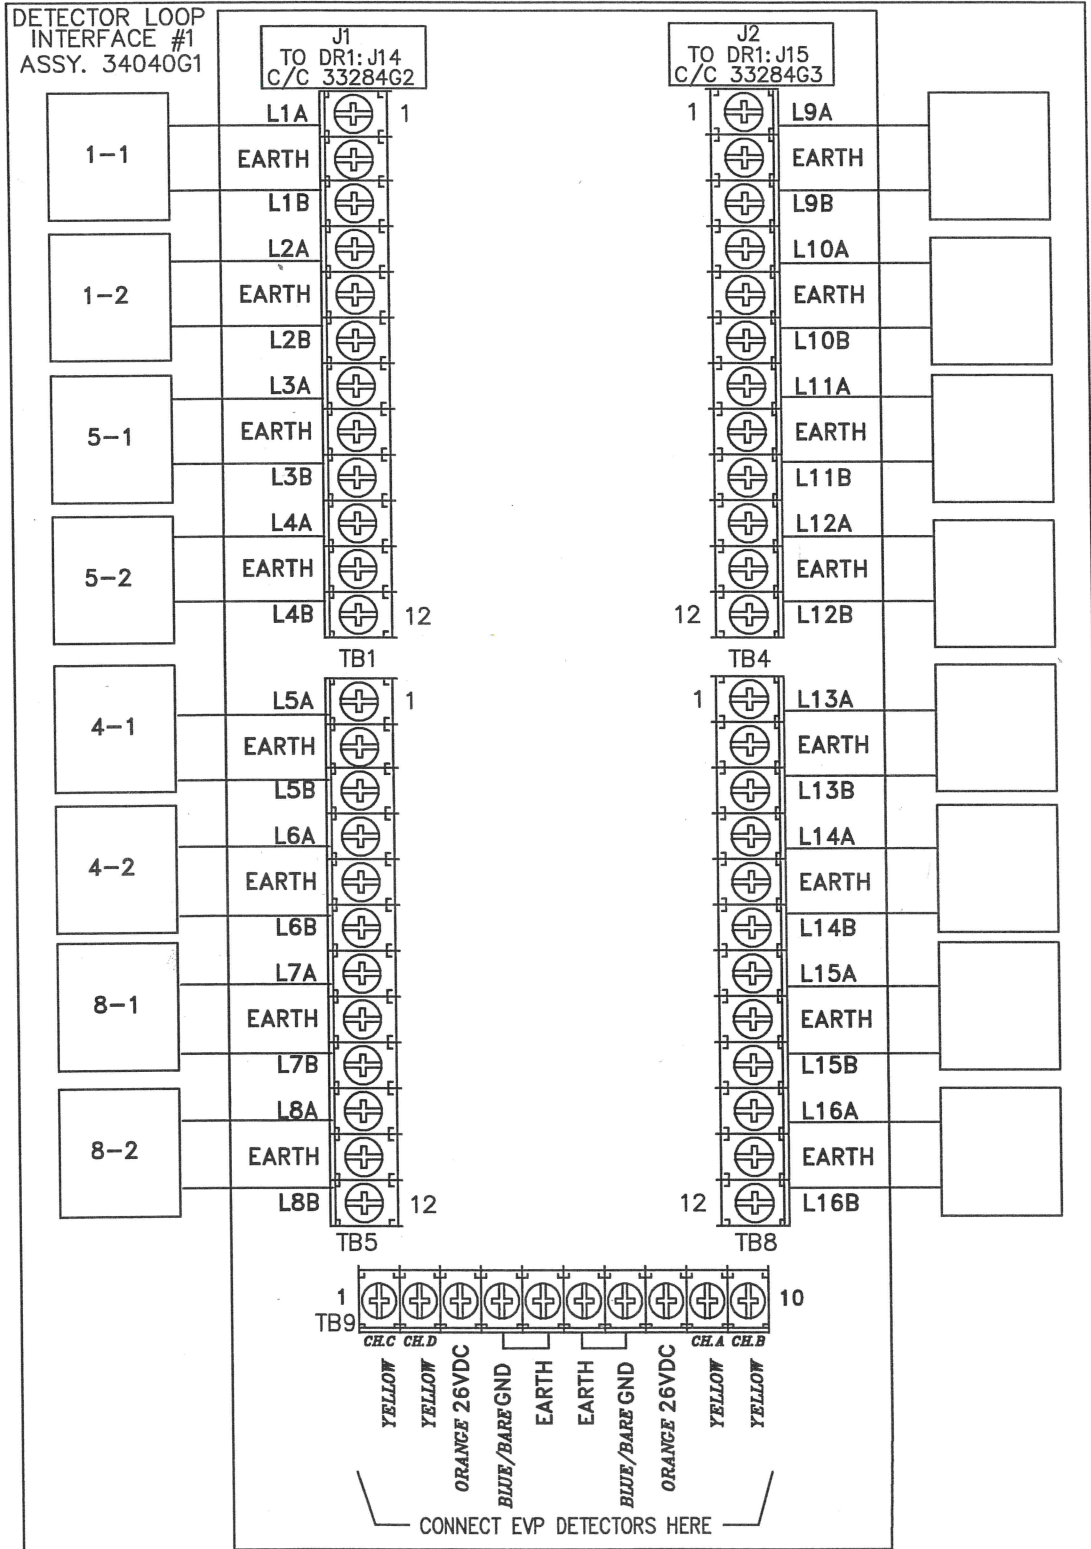 DETECTOR LOOP
INTERFACE #1
ASSY. 34040G1
J1
TO DR1:J14
C/C 33284G2
J2
TO DR1:J15
C/C 33284G3
L1A 1 1 L9A
1-1 EARTH EARTH
L1B L9B
L2A L10A
1-2 EARTH EARTH
L2B L10B
L3A L11A
5-1 EARTH EARTH
L3B L11B
L4A L12A
5-2 EARTH EARTH
L4B 12 12 L12B
TB1 TB4
L5A 1 1 L13A
4-1 EARTH EARTH
L5B L13B
L6A L14A
4-2 EARTH EARTH
L6B L14B
L7A L15A
8-1 EARTH EARTH
L7B L15B
L8A L16A
8-2 EARTH EARTH
L8B 12 12 L16B
TB5 TB8
1 10
TB9
CH.C CH.D CH.A CH.B
YELLOW
YELLOW
ORANGE 26VDC
BLUE/BARE GND
EARTH
EARTH
BLUE/BARE GND
ORANGE 26VDC
YELLOW
YELLOW
CONNECT EVP DETECTORS HERE